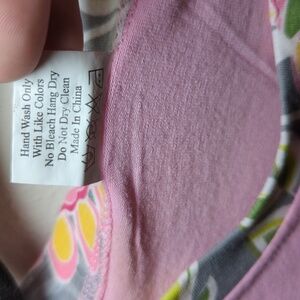 Hand Wash Only
With Like Colors
No Bleach Hang Dry
Do Not Dry Clean
Made In China